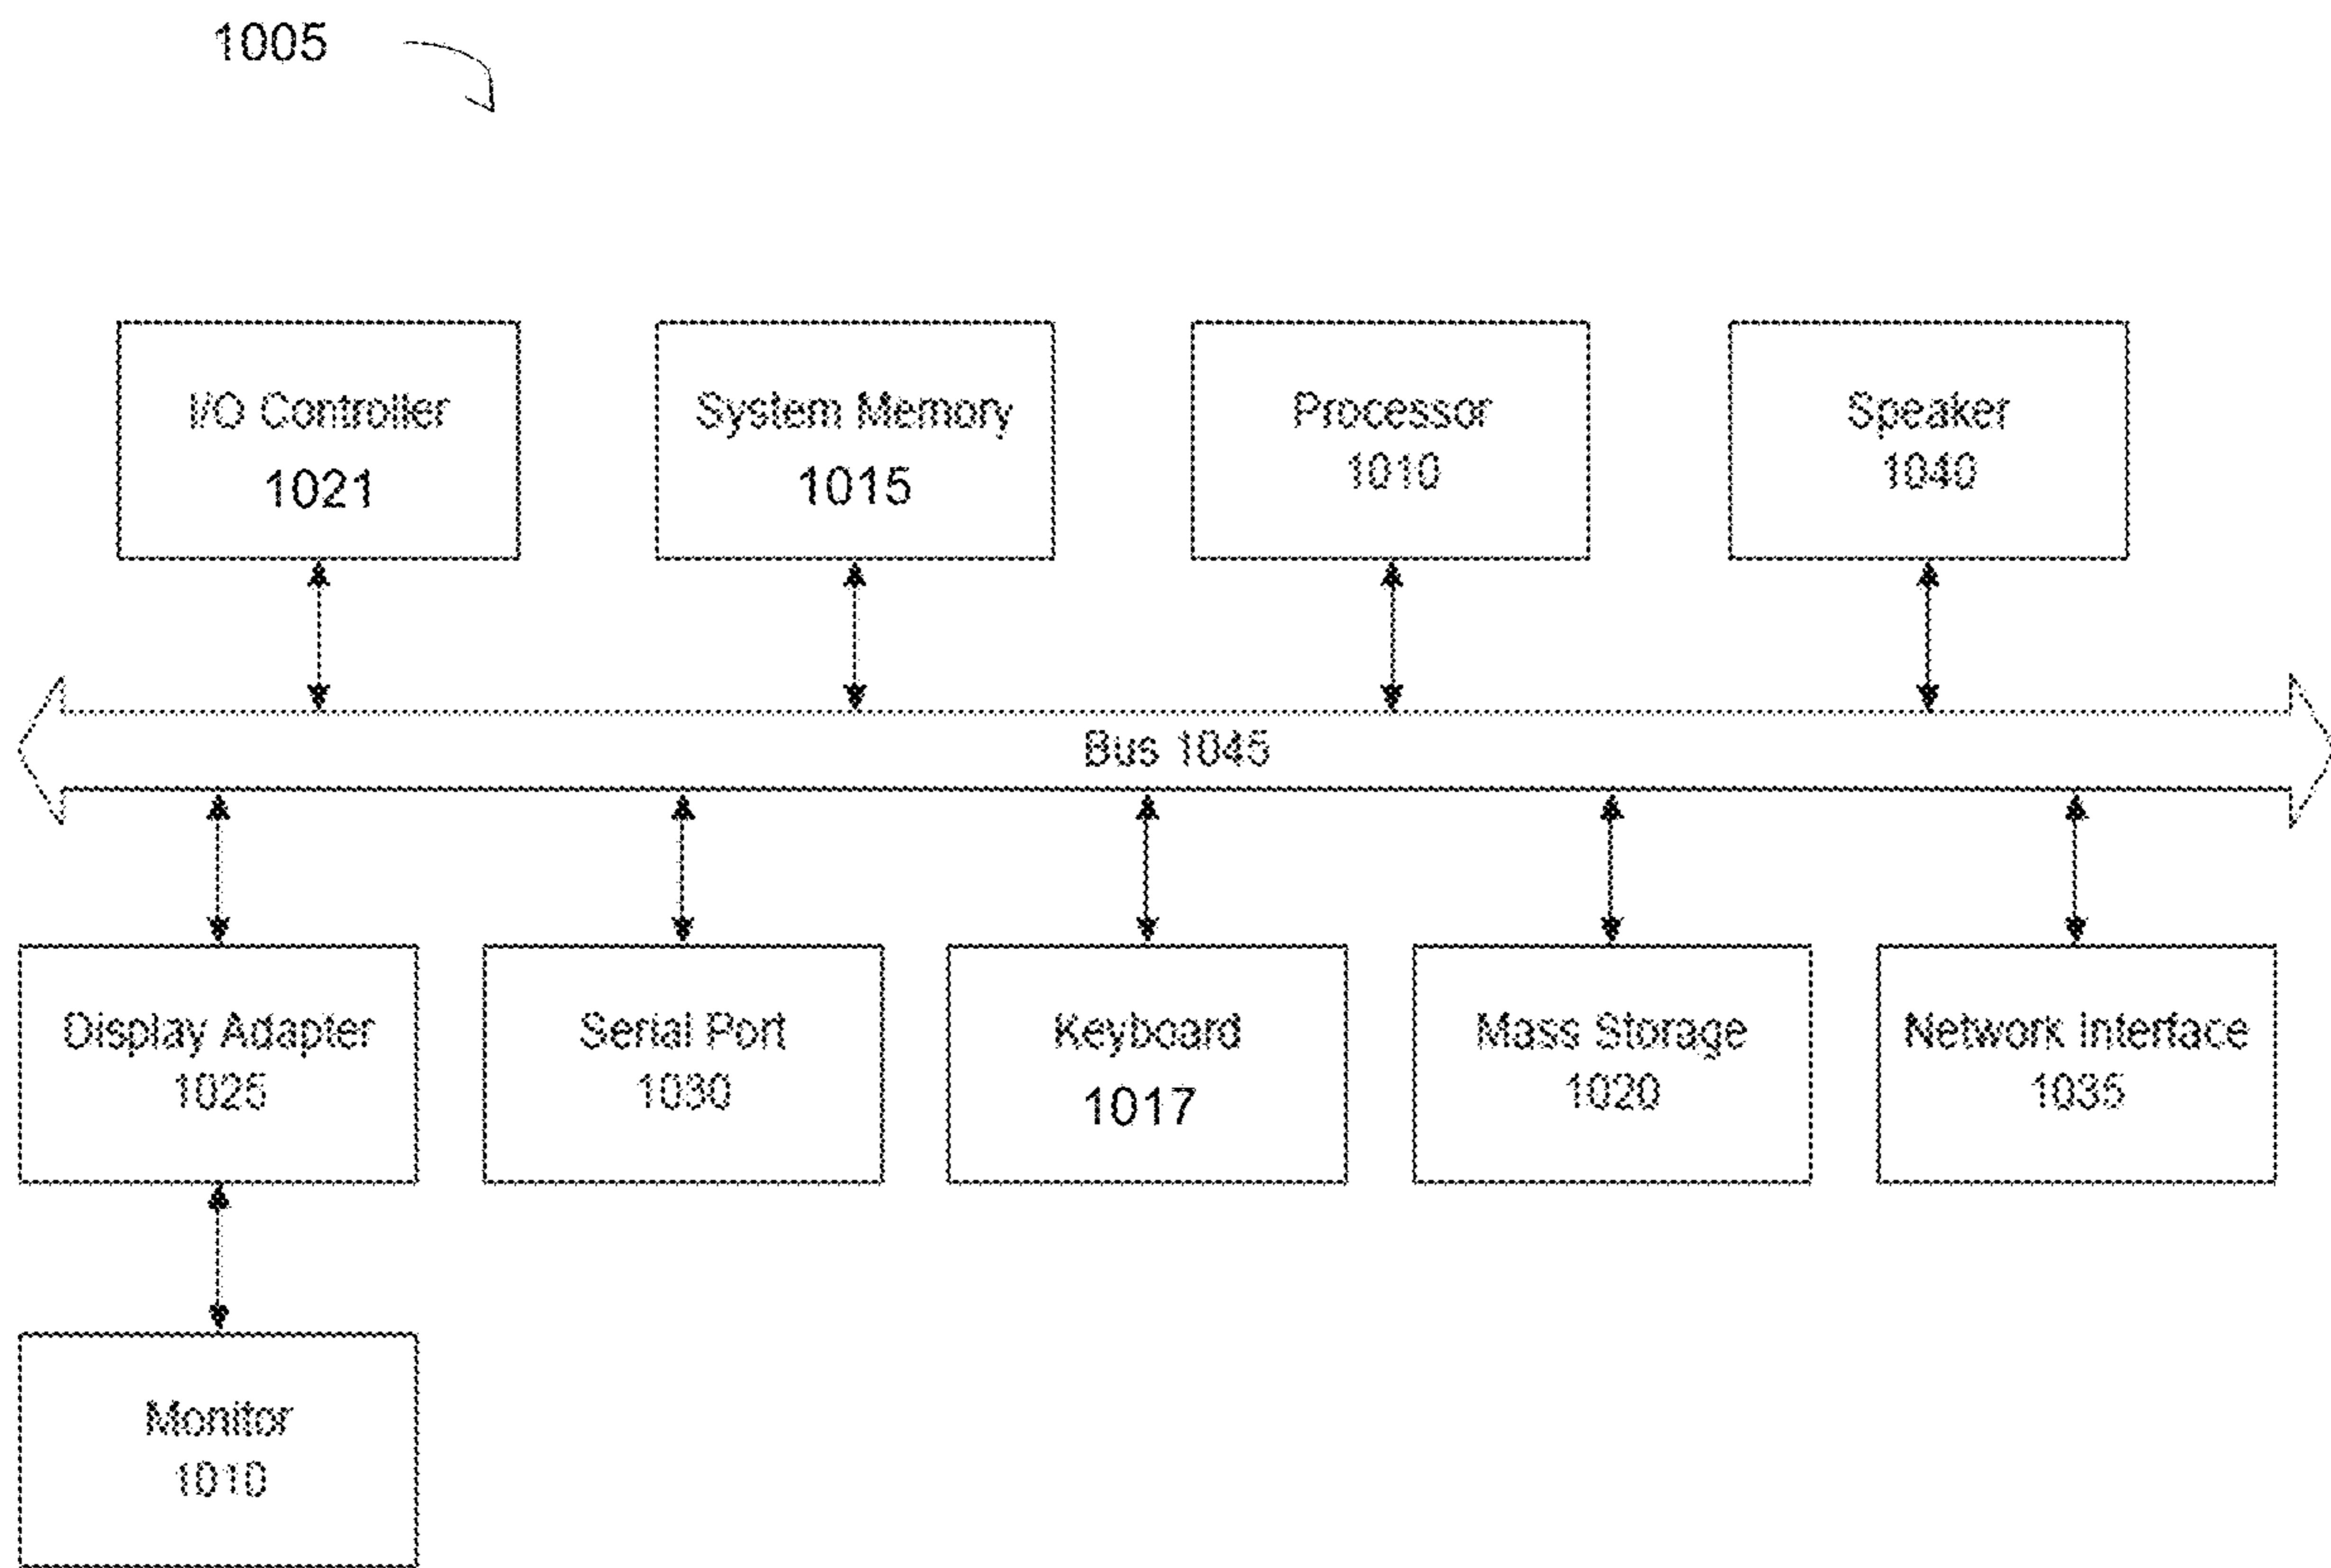 1005
I/O Controller
1021
System Memory
1015
Processor
1010
Speaker
1040
Bus 1045
Display Adapter
1025
Serial Port
1030
Keyboard
1017
Mass Storage
1020
Network Interface
1035
Monitor
1010